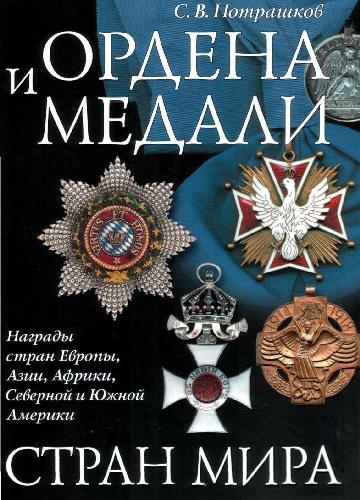 С. В. Потрашков
ОРДЕНА
И
МЕДАЛИ
Награды
стран Европы,
Азии, Африки,
Северной и Южной
Америки
СТРАН МИРА